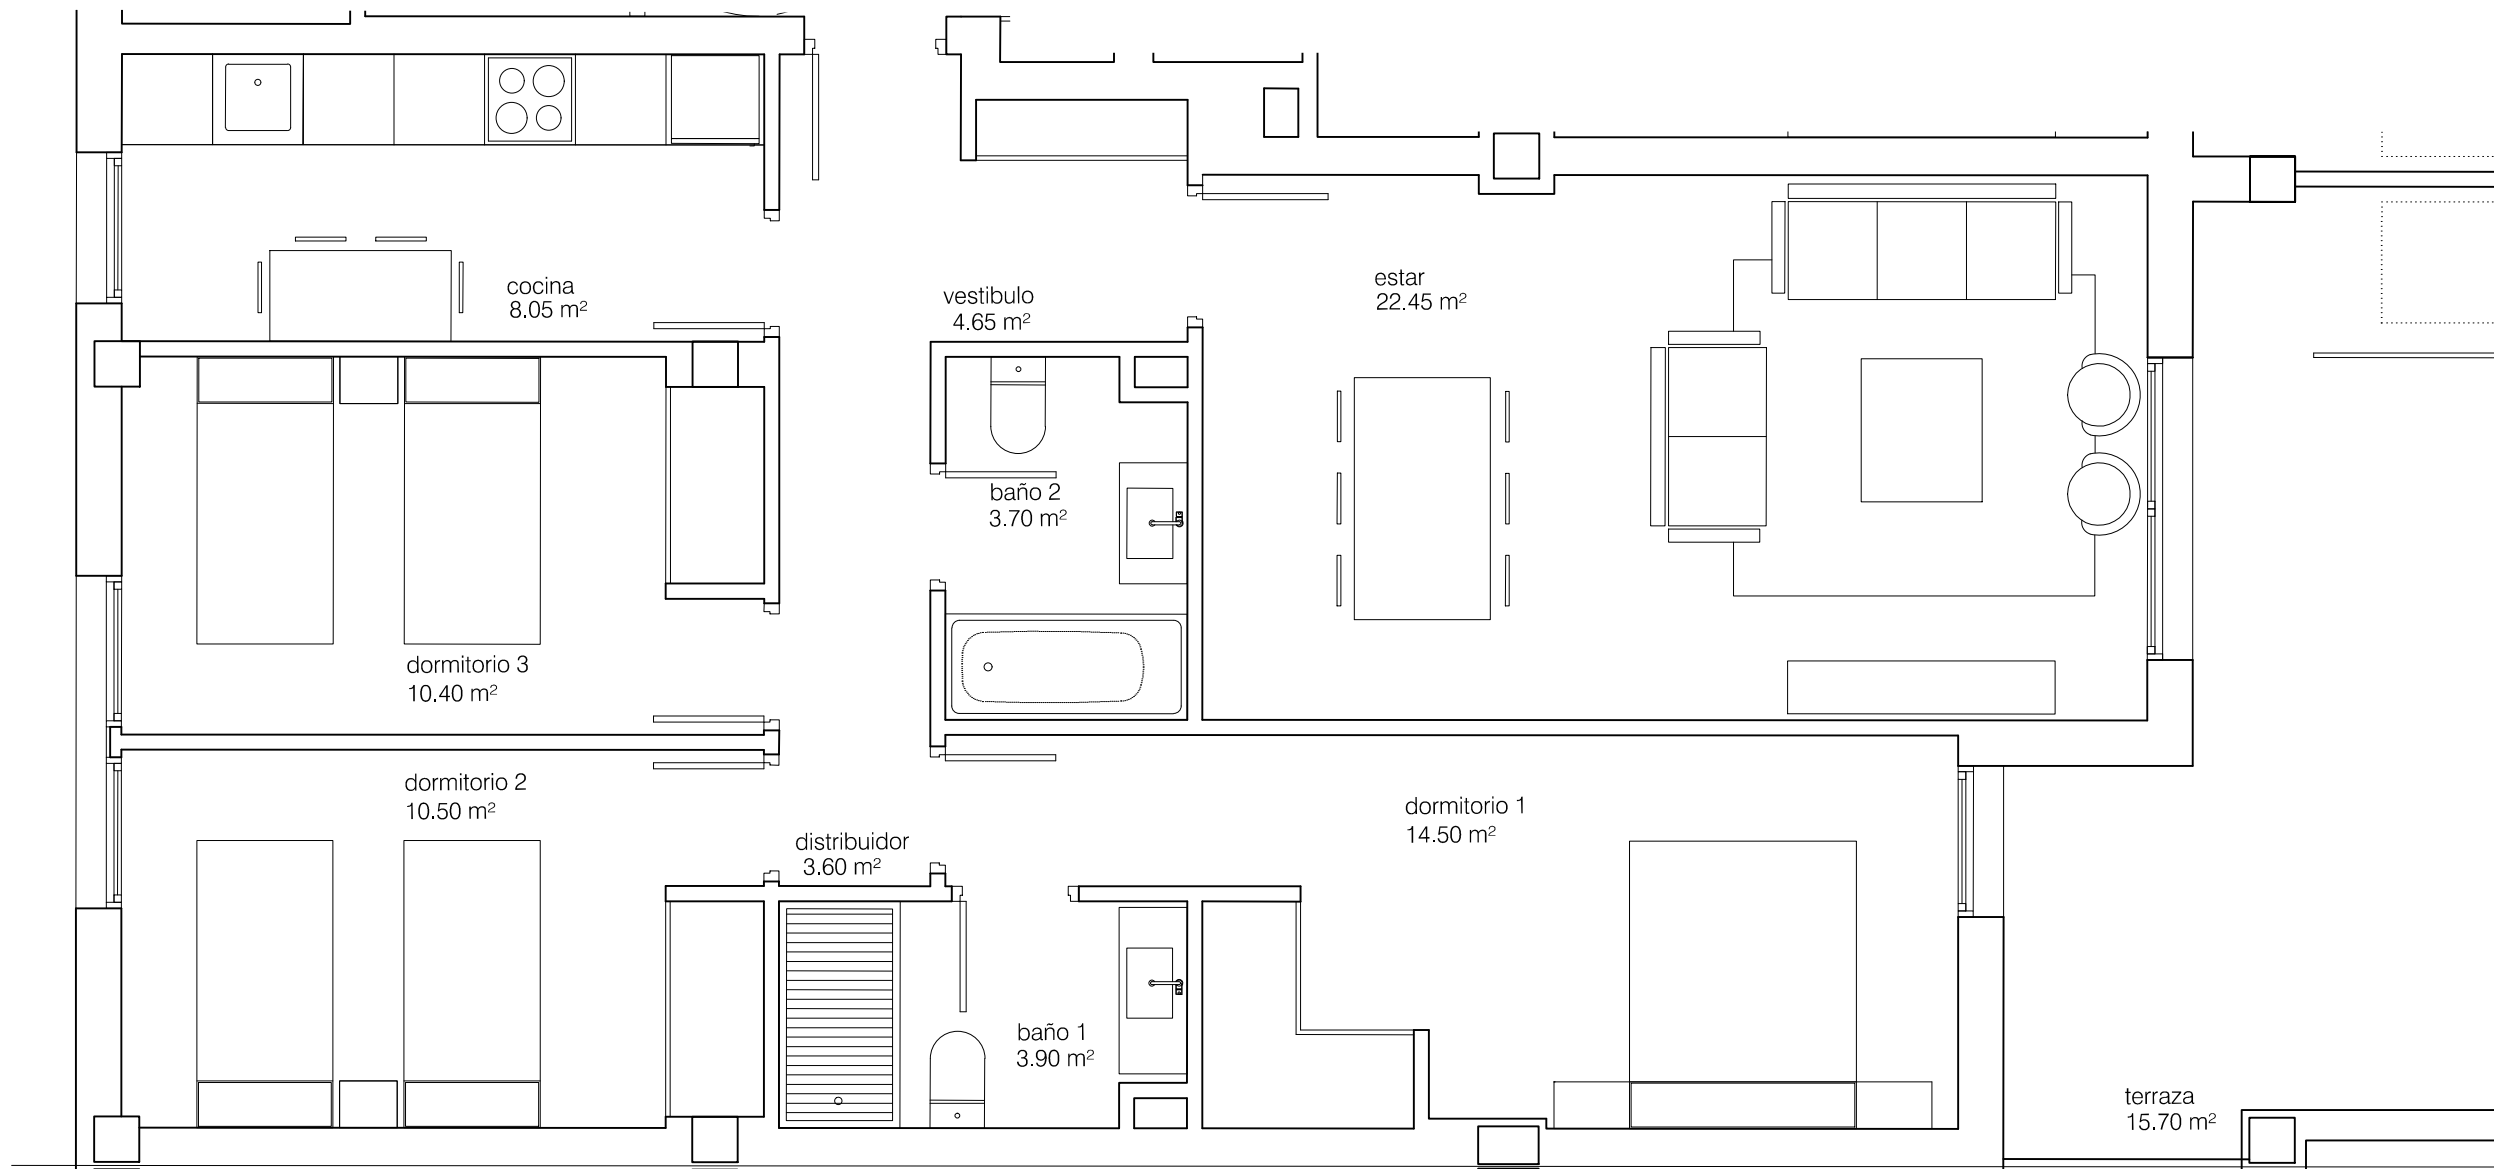 cocina
8.05 m²
vestibulo
4.65 m²
estar
22.45 m²
baño 2
3.70 m²
dormitorio 3
10.40 m²
dormitorio 2
10.50 m²
distribuidor
3.60 m²
dormitorio 1
14.50 m²
baño 1
3.90 m²
terraza
15.70 m²